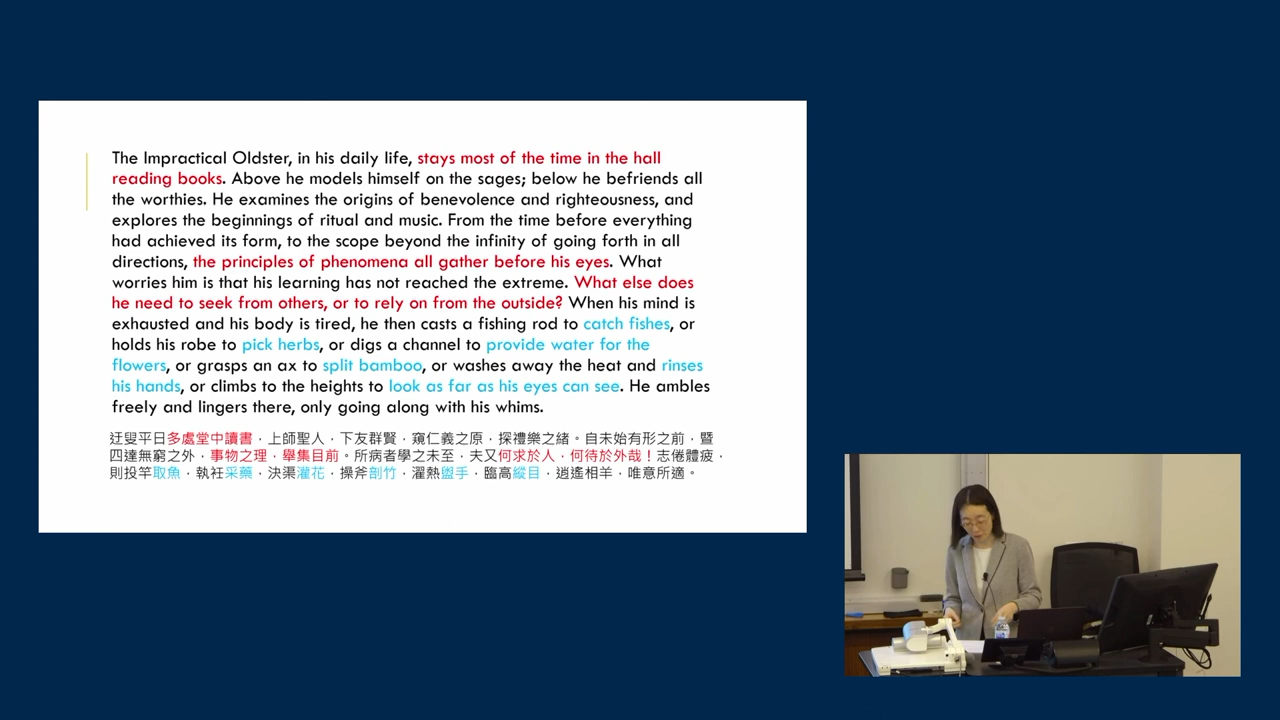 The Impractical Oldster, in his daily life, stays most of the time in the hall
reading books. Above he models himself on the sages; below he befriends all
the worthies. He examines the origins of benevolence and righteousness, and
explores the beginnings of ritual and music. From the time before everything
had achieved its form, to the scope beyond the infinity of going forth in all
directions, the principles of phenomena all gather before his eyes. What
worries him is that his learning has not reached the extreme. What else does
he need to seek from others, or to rely on from the outside? When his mind is
exhausted and his body is tired, he then casts a fishing rod to catch fishes, or
holds his robe to pick herbs, or digs a channel to provide water for the
flowers, or grasps an ax to split bamboo, or washes away the heat and rinses
his hands, or climbs to the heights to look as far as his eyes can see. He ambles
freely and lingers there, only going along with his whims.
迂叟平日多處堂中讀書，上師聖人，下友群賢，窺仁義之原，探禮樂之緒。自未始有形之前，暨
四達無窮之外，事物之理，舉集目前。所病者學之未至，夫又何求於人，何待於外哉！志倦體疲，
則投竿取魚，執衽采藥，決渠灌花，操斧剖竹，濯熱盥手，臨高縱目，逍遙相羊，唯意所適。